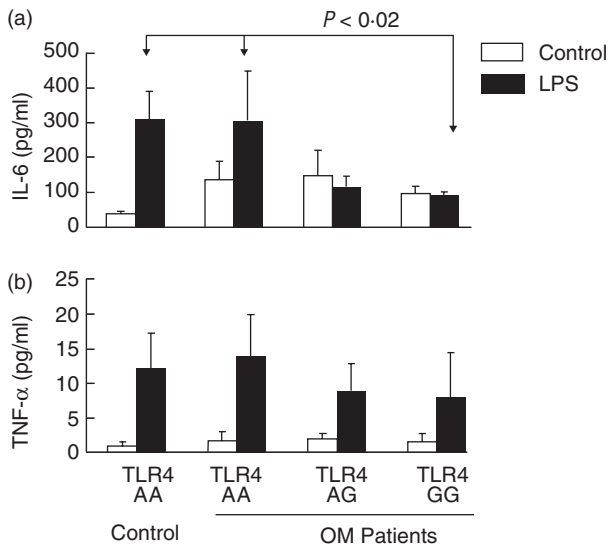 (a)
P < 0·02
Control
LPS
IL-6 (pg/ml)
500
400
300
200
100
0
(b)
TNF-α (pg/ml)
25
20
15
10
5
0
TLR4 TLR4 TLR4 TLR4
AA AA AG GG
Control OM Patients